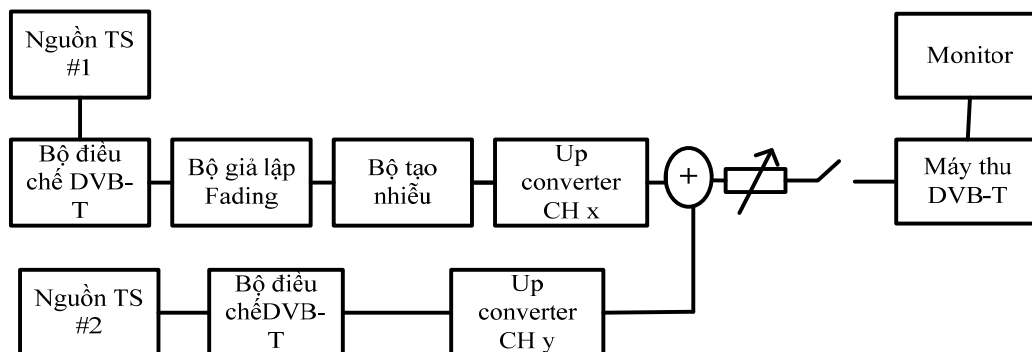 Nguồn TS
#1
Monitor
Bộ điều
chế DVB-
T
Bộ giả lập
Fading
Bộ tạo
nhiễu
Up
converter
CH x
+
Máy thu
DVB-T
Nguồn TS
#2
Bộ điều
chếDVB-
T
Up
converter
CH y